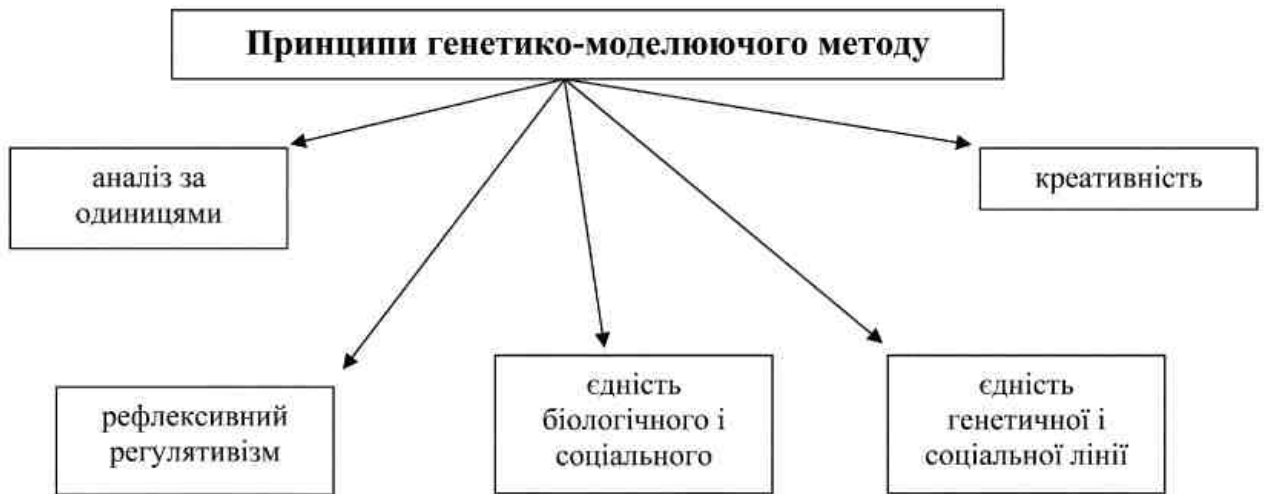 Принципи генетико-моделюючого методу
аналіз за
одиницями
креативність
рефлексивний
регулятивізм
єдність
біологічного і
соціального
єдність
генетичної і
соціальної лінії